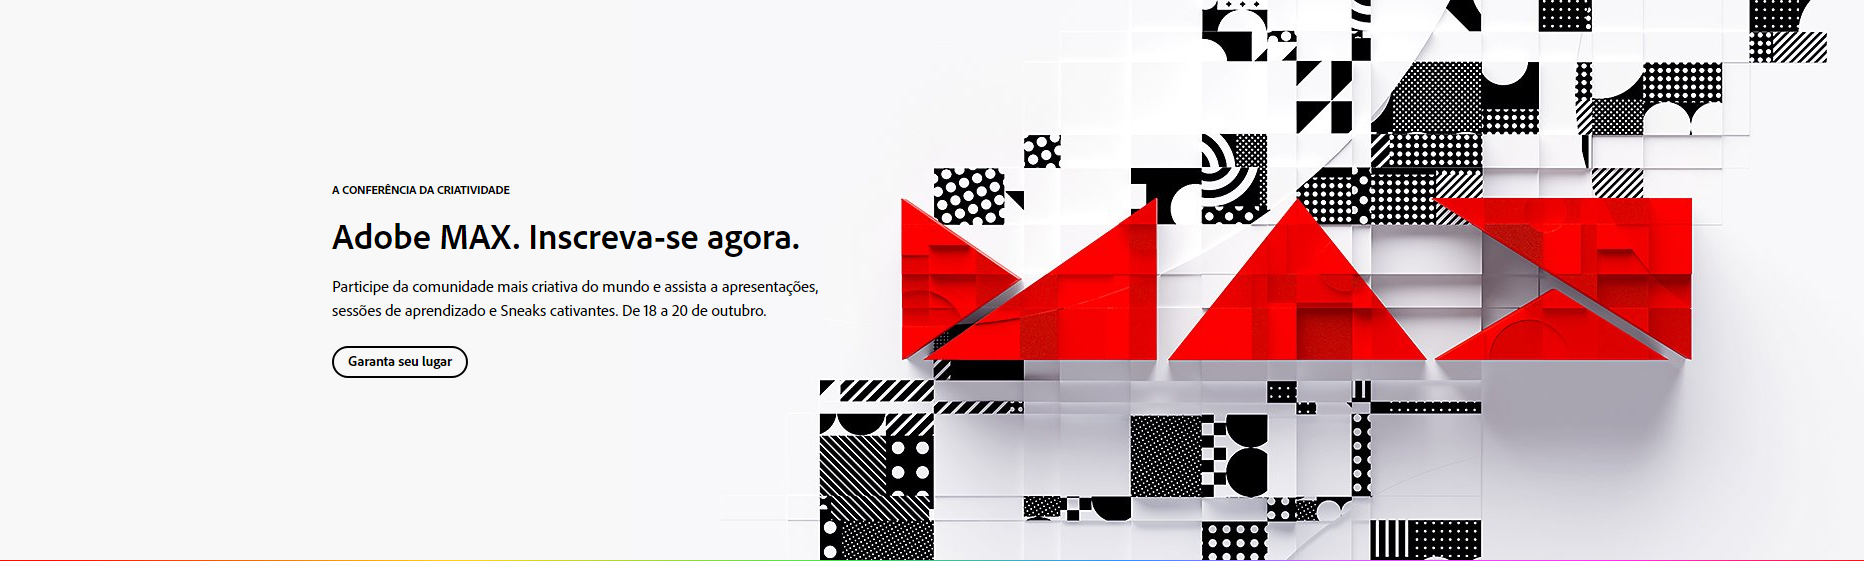 A CONFERÊNCIA DA CRIATIVIDADE
Adobe MAX. Inscreva-se agora.
Participe da comunidade mais criativa do mundo e assista a apresentações,
sessões de aprendizado e Sneaks cativantes. De 18 a 20 de outubro.
Garanta seu lugar
MAX